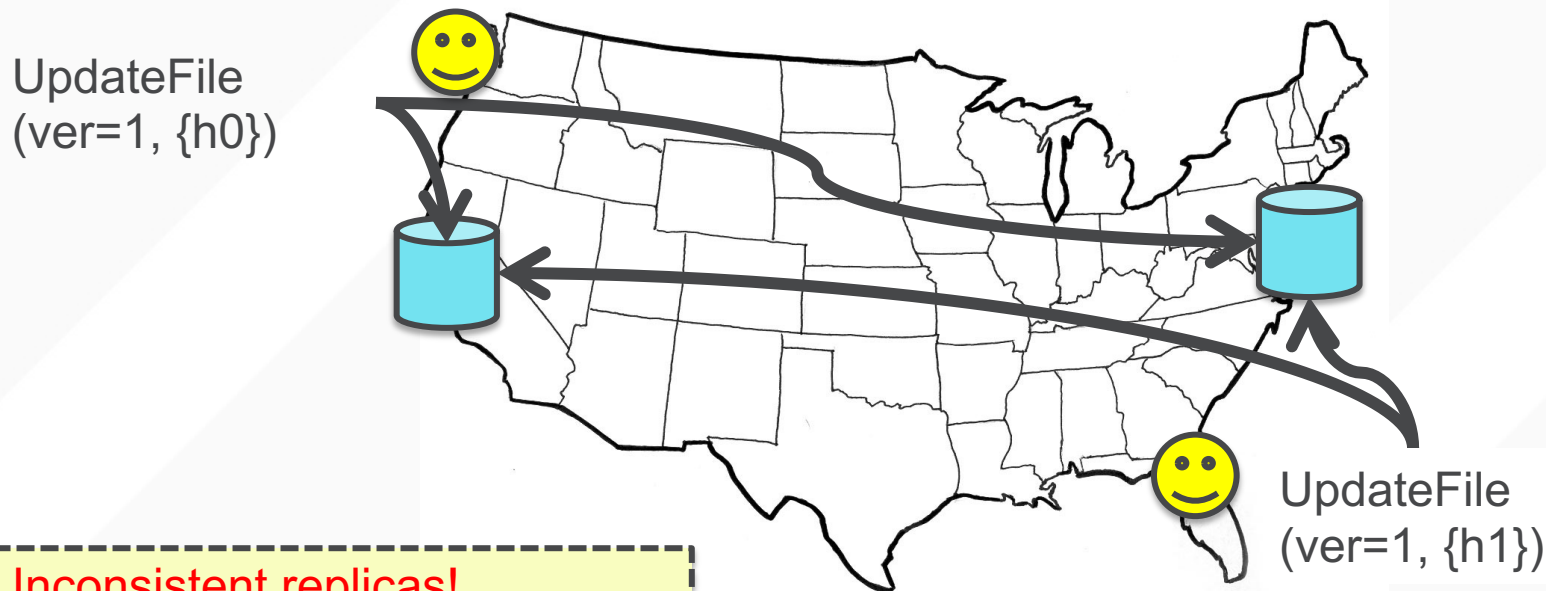 UpdateFile
(ver=1, {h0})
UpdateFile
(ver=1, {h1})
Inconsistent replicas!